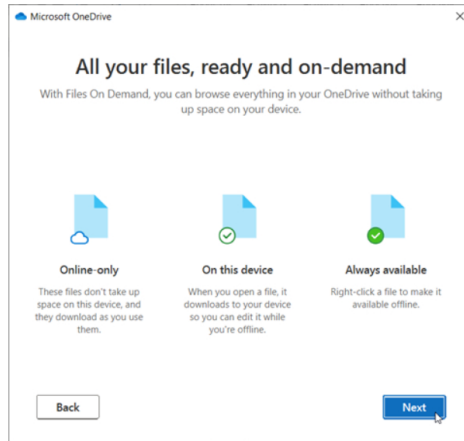 Microsoft OneDrive
All your files, ready and on-demand
With Files On Demand, you can browse everything in your OneDrive without taking
up space on your device.
Online-only
These files don't take up
space on this device, and
they download as you use
them.
On this device
When you open a file, it
downloads to your device
so you can edit it while
you're offline.
Always available
Right-click a file to make it
available offline.
Back
Next